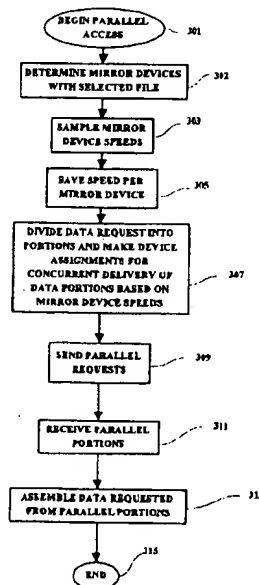 BEGIN PARALLEL
ACCESS
301
DETERMINE MIRROR DEVICES
WITH SELECTED FILE
302
SAMPLE MIRROR
DEVICE SPEEDS
303
SAVE SPEED PER
MIRROR DEVICE
305
DIVIDE DATA REQUEST INTO
PORTIONS AND MAKE DEVICE
ASSIGNMENTS FOR
CONCURRENT DELIVERY OF
DATA PORTIONS BASED ON
MIRROR DEVICE SPEEDS
307
SEND PARALLEL
REQUESTS
309
RECEIVE PARALLEL
PORTIONS
311
ASSEMBLE DATA REQUESTED
FROM PARALLEL PORTIONS
31
END
315